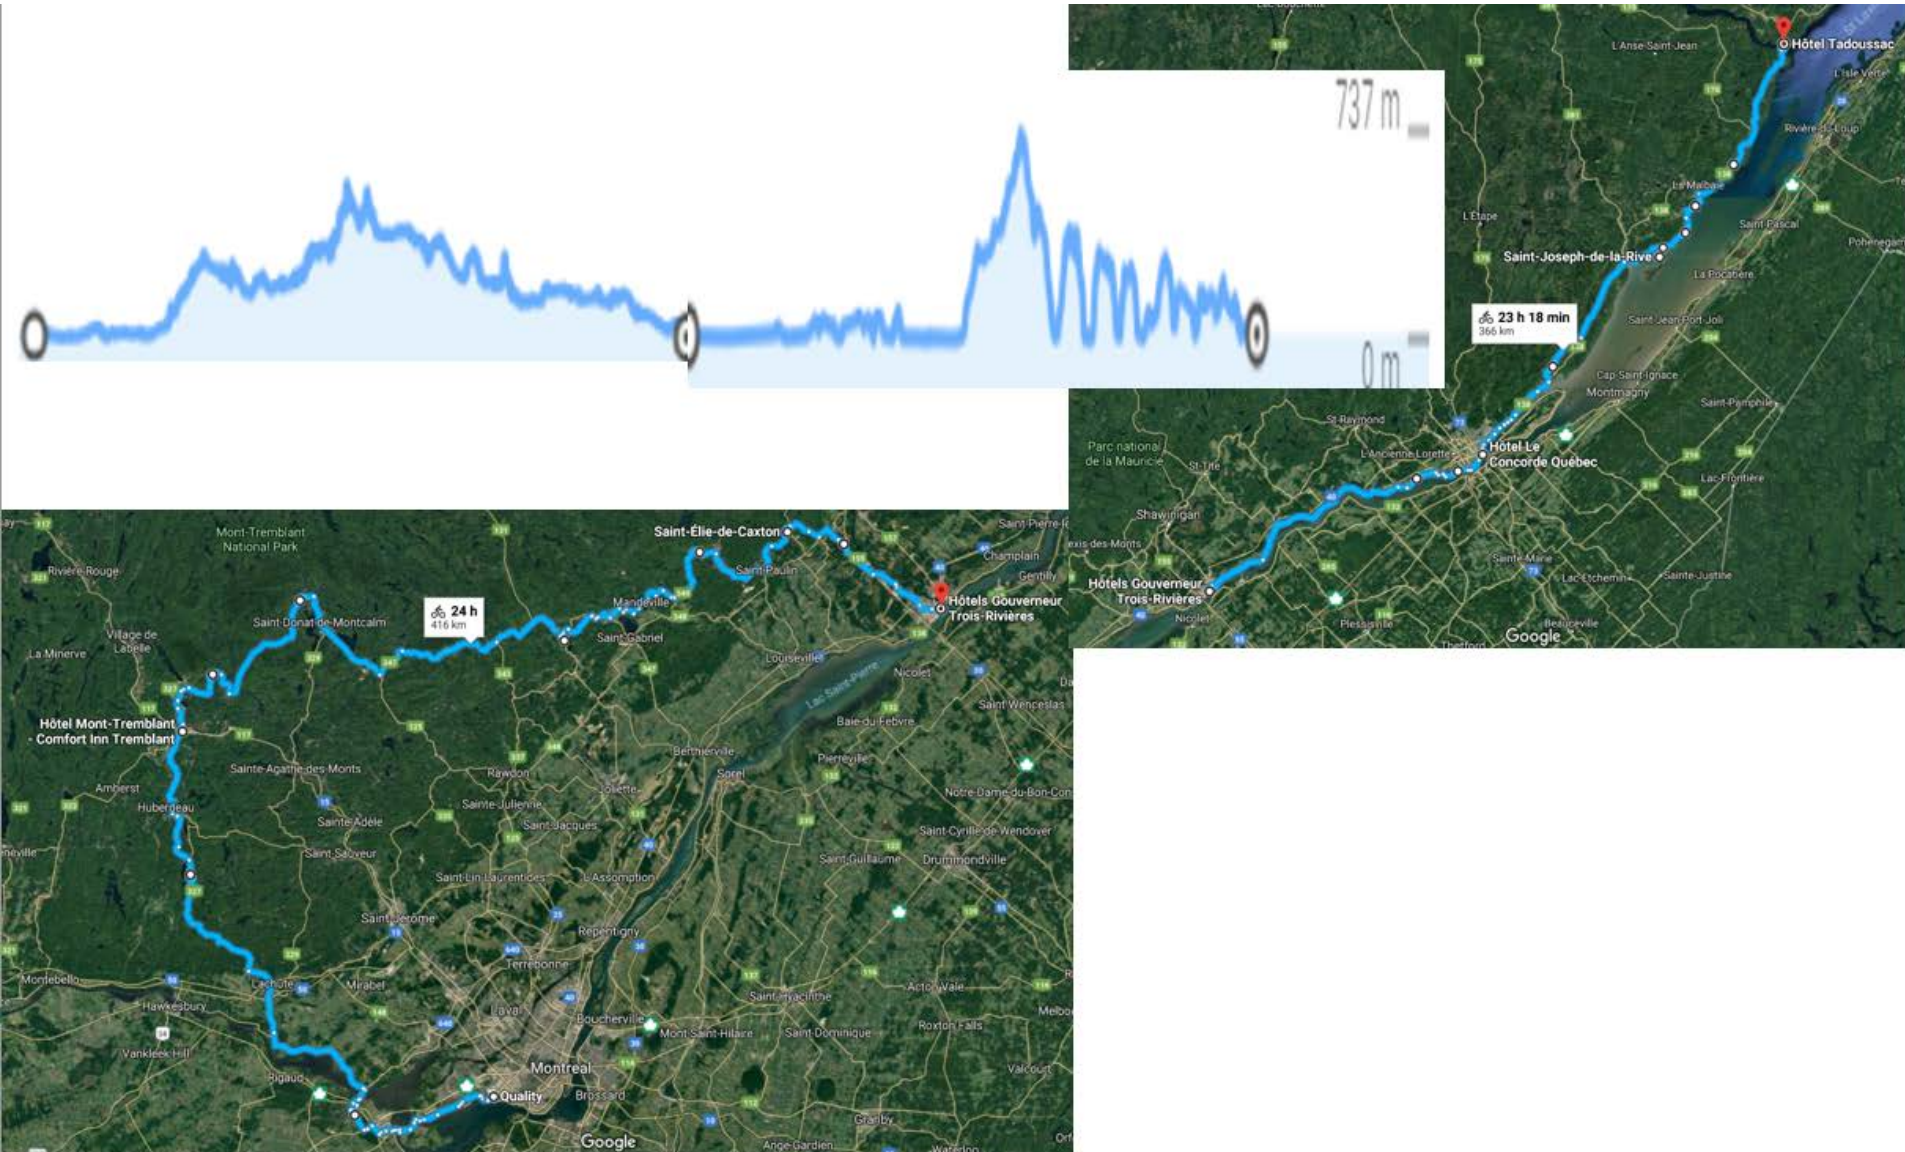 737 m
0 m
L'Anse-Saint-Jean
Hôtel Tadoussac
L'Isle Verte
Rivière-du-Loup
La Malbaie
L'Étape
Saint-Pascal
Saint-Joseph-de-la-Rive
La Pocatière
23 h 18 min
366 km
Saint-Jean-Port-Joli
Cap-Saint-Ignace
Montmagny
Saint-Pamphile
St-Raymond
Parc national
de la Mauricie
St-Tite
L'Ancienne-Lorette
Hôtel Le
Concorde Québec
Lac-Frontière
Shawinigan
exis-des-Monts
Sainte-Marie
Hôtels Gouverneur
Trois-Rivières
Lac-Etchemin
Sainte-Justine
Nicolet
Plessisville
Beauceville
Thetford
Google
Mont-Tremblant
National Park
Rivière-Rouge
Saint-Élie-de-Caxton
Champlain
Gentilly
Saint-Paulin
Mandeville
Hôtels Gouverneur
Trois-Rivières
24 h
416 km
Saint-Donat-de-Montcalm
Village de
Labelle
La Minerve
Saint-Gabriel
Louiseville
Nicolet
Lac Saint-Pierre
Saint-Wenceslas
Baie-du-Febvre
Hôtel Mont-Tremblant
- Comfort Inn Tremblant
Berthierville
Pierreville
Sainte-Agathe-des-Monts
Rawdon
Sorel
Amherst
Joliette
Notre-Dame-du-Bon-Con
Huberdeau
Sainte-Julienne
Sainte-Adèle
Saint-Jacques
Saint-Cyrille-de-Wendover
Saint-Sauveur
Saint-Guillaume
Drummondville
Saint-Lin-Laurentides
L'Assomption
Saint-Jérôme
Repentigny
Terrebonne
Montebello
Lachute
Mirabel
Acton Vale
Hawkesbury
Saint-Hyacinthe
Laval
Boucherville
Mont-Saint-Hilaire
Saint-Dominique
Roxton Falls
Vankleek Hill
Rigaud
Montreal
Valcourt
Quality
Brossard
Granby
Google
Ange-Gardien
Waterloo